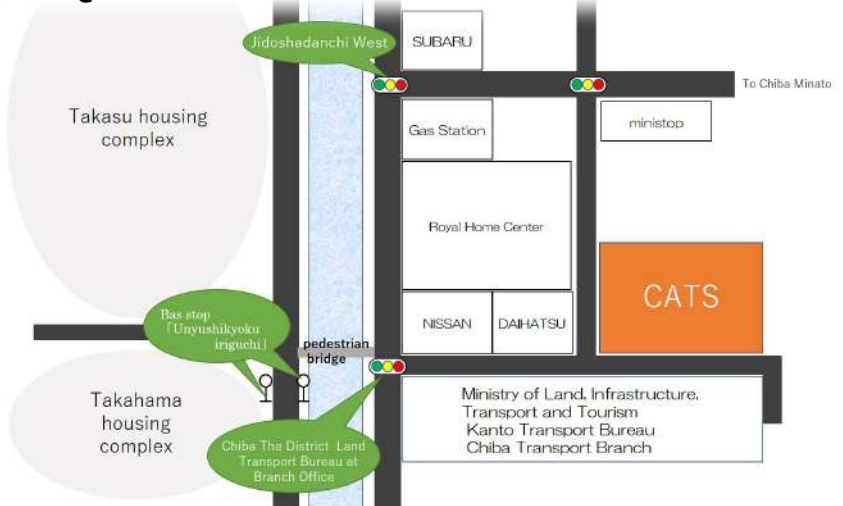 Jidoshadanchi West
SUBARU
To Chiba Minato
Takasu housing
complex
Gas Station
ministop
Royal Home Center
CATS
Bas stop
「Unyushikyoku
iriguchi」
NISSAN
DAIHATSU
pedestrian
bridge
Takahama
housing
complex
Ministry of Land, Infrastructure,
Transport and Tourism
Kanto Transport Bureau
Chiba Transport Branch
Chiba The District Land
Transport Bureau at
Branch Office